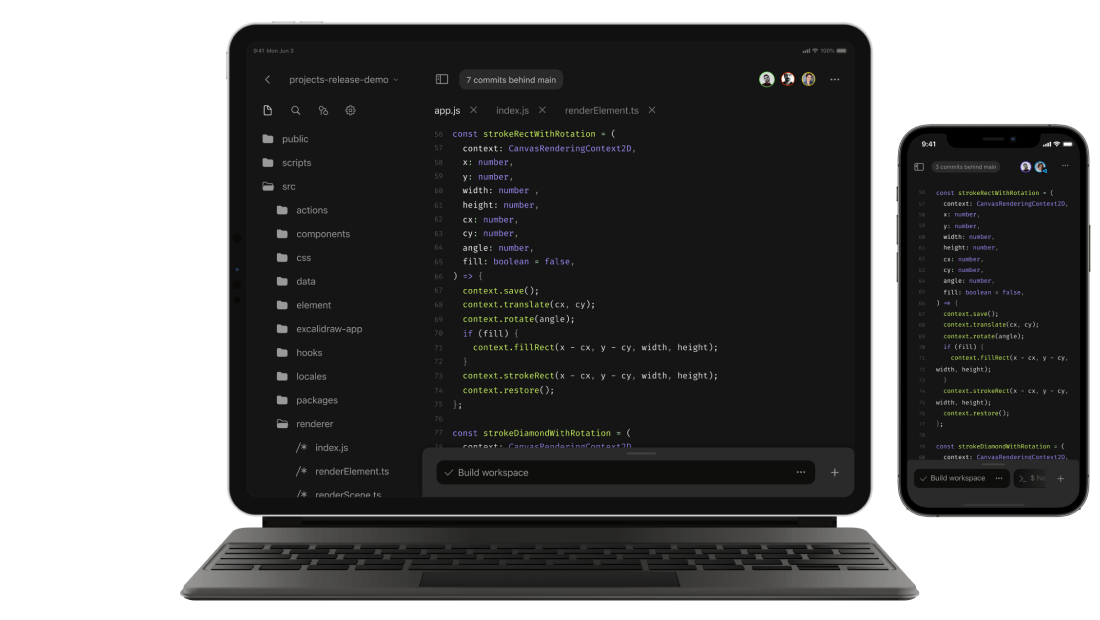 9:41 Mon Jun 3
100%
projects-release-demo
7 commits behind main
app.js
index.js
renderElement.ts
public
scripts
src
actions
components
css
data
element
excalidraw-app
hooks
locales
packages
renderer
/* index.js
/* renderElement.ts
/* renderScene.ts
56 const strokeRectWithRotation = (
57 context: CanvasRenderingContext2D,
58 x: number,
59 y: number,
60 width: number ,
61 height: number,
62 cx: number,
63 cy: number,
64 angle: number,
65 fill: boolean = false,
66 ) => {
67 context.save();
68 context.translate(cx, cy);
69 context.rotate(angle);
70 if (fill) {
71 context.fillRect(x - cx, y - cy, width, height);
72 }
73 context.strokeRect(x - cx, y - cy, width, height);
74 context.restore();
75 };
76
77 const strokeDiamondWithRotation = (
78 context: CanvasRenderingContext2D
Build workspace
9:41
3 commits behind main
56 const strokeRectWithRotation = (
57 context: CanvasRenderingContext2D,
58 x: number,
59 y: number,
60 width: number,
61 height: number,
62 cx: number,
63 cy: number,
64 angle: number,
65 fill: boolean = false,
66 ) => {
67 context.save();
68 context.translate(cx, cy);
69 context.rotate(angle);
70 if (fill) {
71 context.fillRect(x - cx, y - cy,
72 width, height);
73 }
74 context.strokeRect(x - cx, y - cy,
75 width, height);
76 context.restore();
77 };
78
const strokeDiamondWithRotation = (
context: CanvasRenderingContext2D,
Build workspace
>_ $